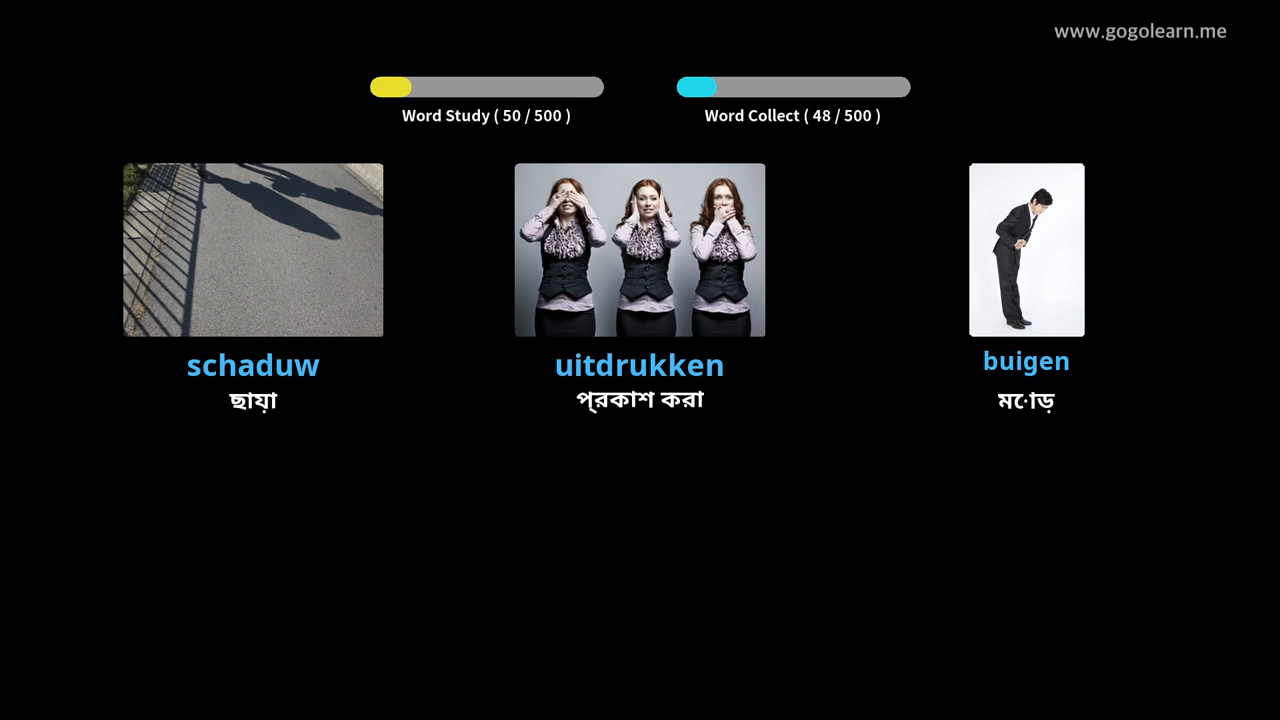 www.gogolearn.me
Word Study ( 50 / 500 )
Word Collect ( 48 / 500 )
schaduw
uitdrukken
buigen
ছায়া
প্রকাশ করা
মোড়